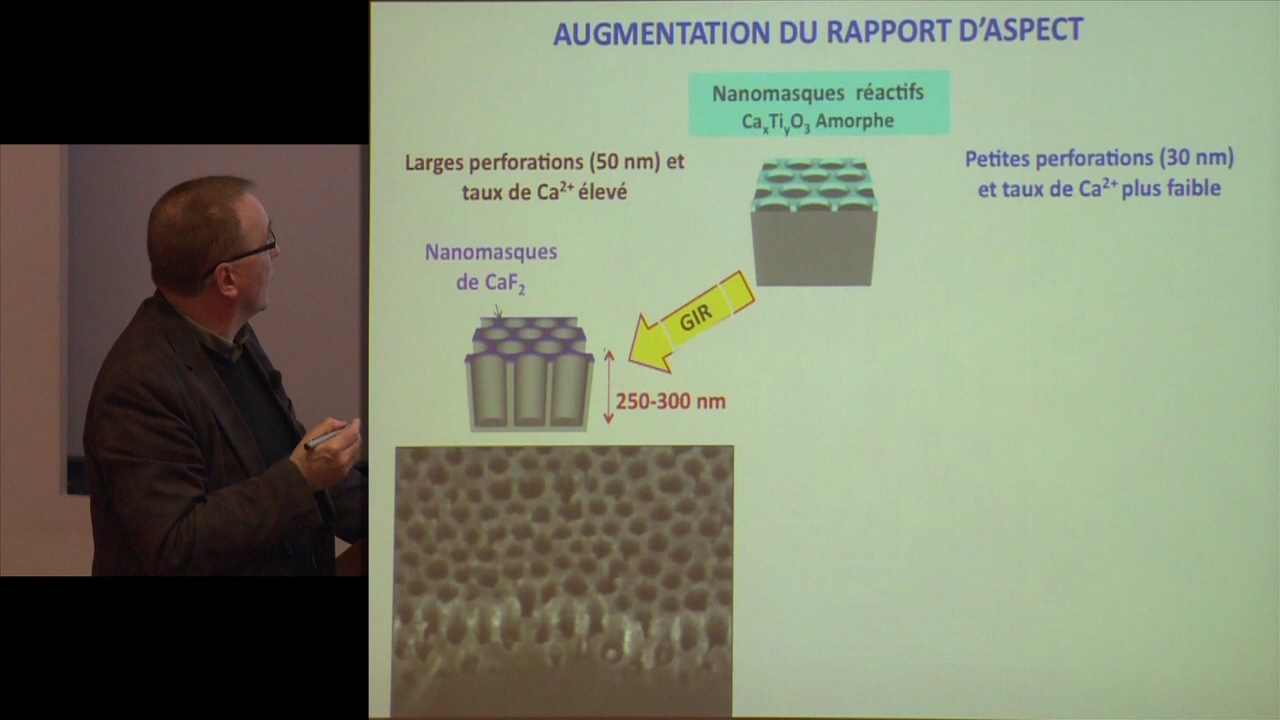 AUGMENTATION DU RAPPORT D'ASPECT
Nanomasques réactifs
CaxTiyO3 Amorphe
Larges perforations (50 nm) et
taux de Ca2+ élevé
Petites perforations (30 nm)
et taux de Ca2+ plus faible
Nanomasques
de CaF2
GIR
250-300 nm